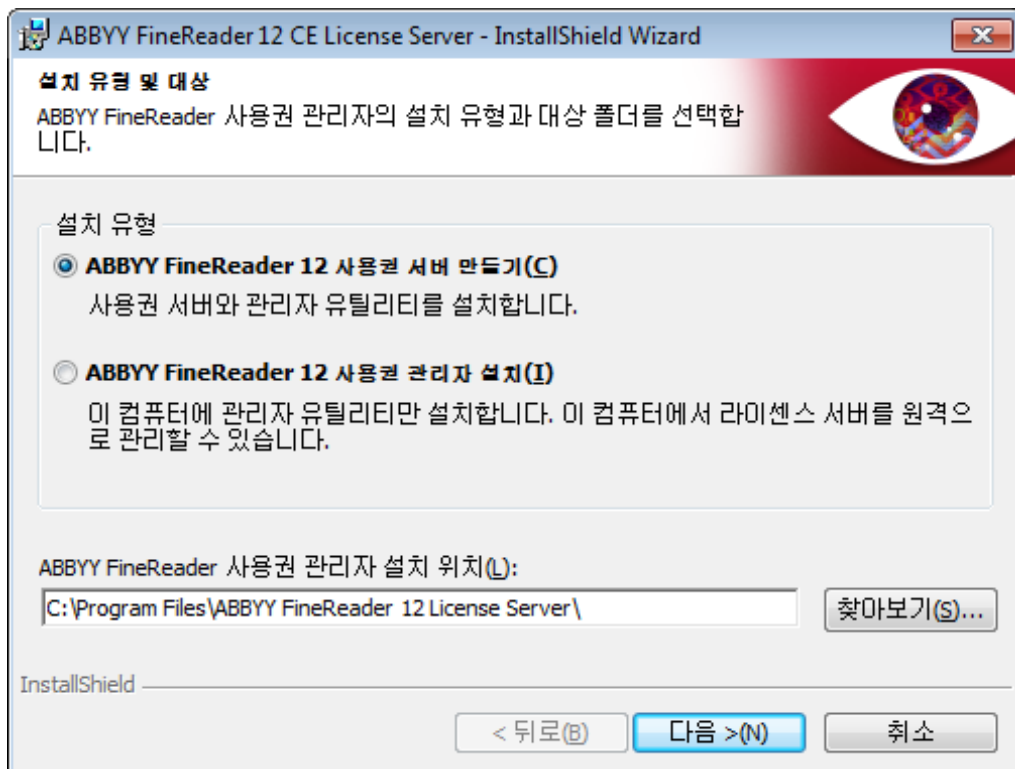 ABBYY FineReader 12 CE License Server - InstallShield Wizard
설치 유형 및 대상
ABBYY FineReader 사용권 관리자의 설치 유형과 대상 폴더를 선택합
니다.
설치 유형
ABBYY FineReader 12 사용권 서버 만들기(C)
사용권 서버와 관리자 유틸리티를 설치합니다.
ABBYY FineReader 12 사용권 관리자 설치(I)
이 컴퓨터에 관리자 유틸리티만 설치합니다. 이 컴퓨터에서 라이센스 서버를 원격으
로 관리할 수 있습니다.
ABBYY FineReader 사용권 관리자 설치 위치(L):
C:\Program Files\ABBYY FineReader 12 License Server\
찾아보기(S)...
InstallShield
< 뒤로(B)
다음 >(N)
취소